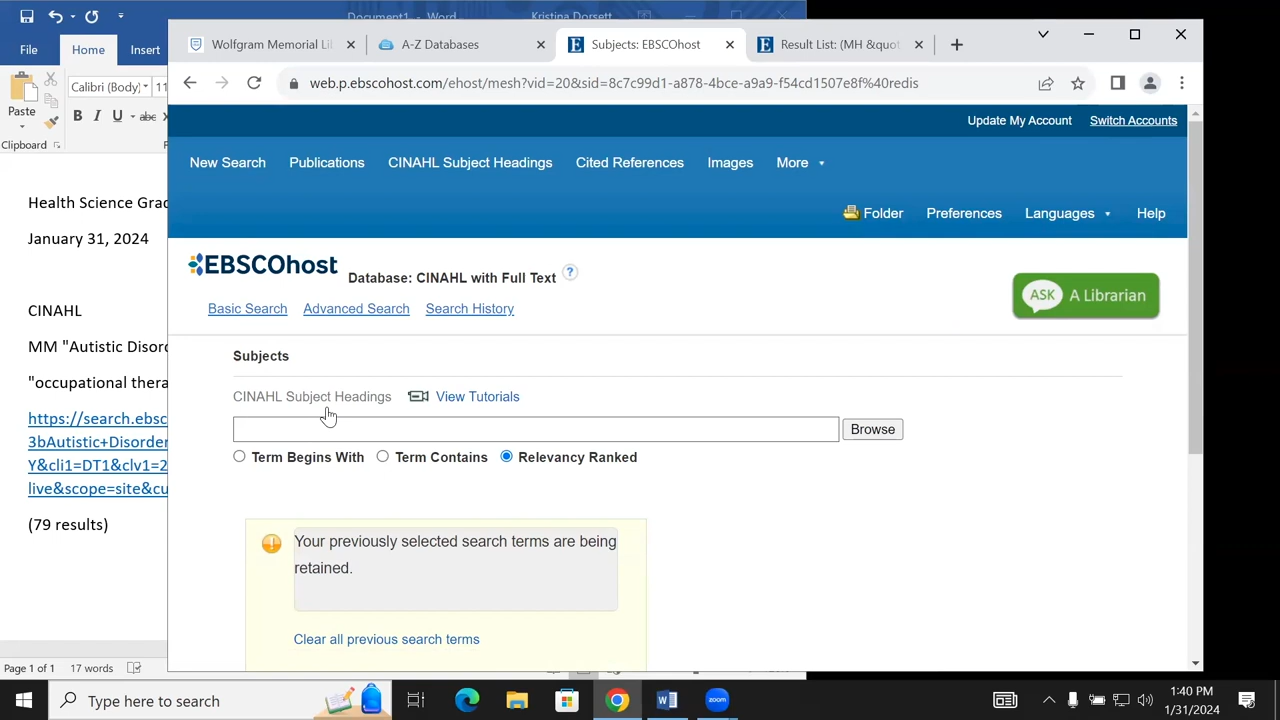 Document1 - Word
Kristina Dorsett
File
Home
Insert
Calibri (Body)
11
Paste
B I U abc
Clipboard
Health Science Grad
January 31, 2024
CINAHL
MM "Autistic Disord
"occupational thera
https://search.ebsc
3bAutistic+Disorder
Y&cli1=DT1&clv1=2
live&scope=site&cu
(79 results)
Page 1 of 1
17 words
Wolfgram Memorial Li
A-Z Databases
Subjects: EBSCOhost
Result List: (MH &quot
web.p.ebscohost.com/ehost/mesh?vid=20&sid=8c7c99d1-a878-4bce-a9a9-f54cd1507e8f%40redis
Update My Account
Switch Accounts
New Search
Publications
CINAHL Subject Headings
Cited References
Images
More
Folder
Preferences
Languages
Help
EBSCOhost
Database: CINAHL with Full Text
?
Basic Search
Advanced Search
Search History
ASK
A Librarian
Subjects
CINAHL Subject Headings
View Tutorials
Browse
Term Begins With
Term Contains
Relevancy Ranked
Your previously selected search terms are being
retained.
Clear all previous search terms
Type here to search
zoom
1:40 PM
1/31/2024